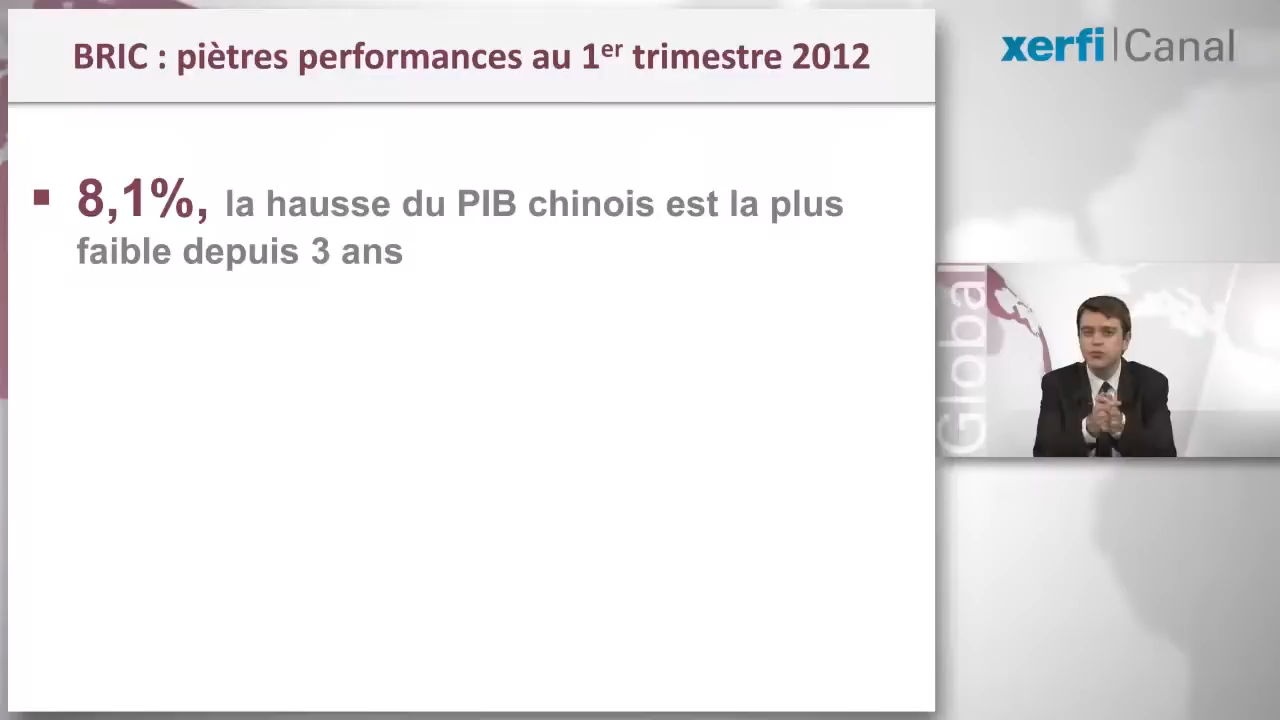 BRIC : piètres performances au 1er trimestre 2012
xerfi Canal
▪ 8,1%, la hausse du PIB chinois est la plus
faible depuis 3 ans
Global